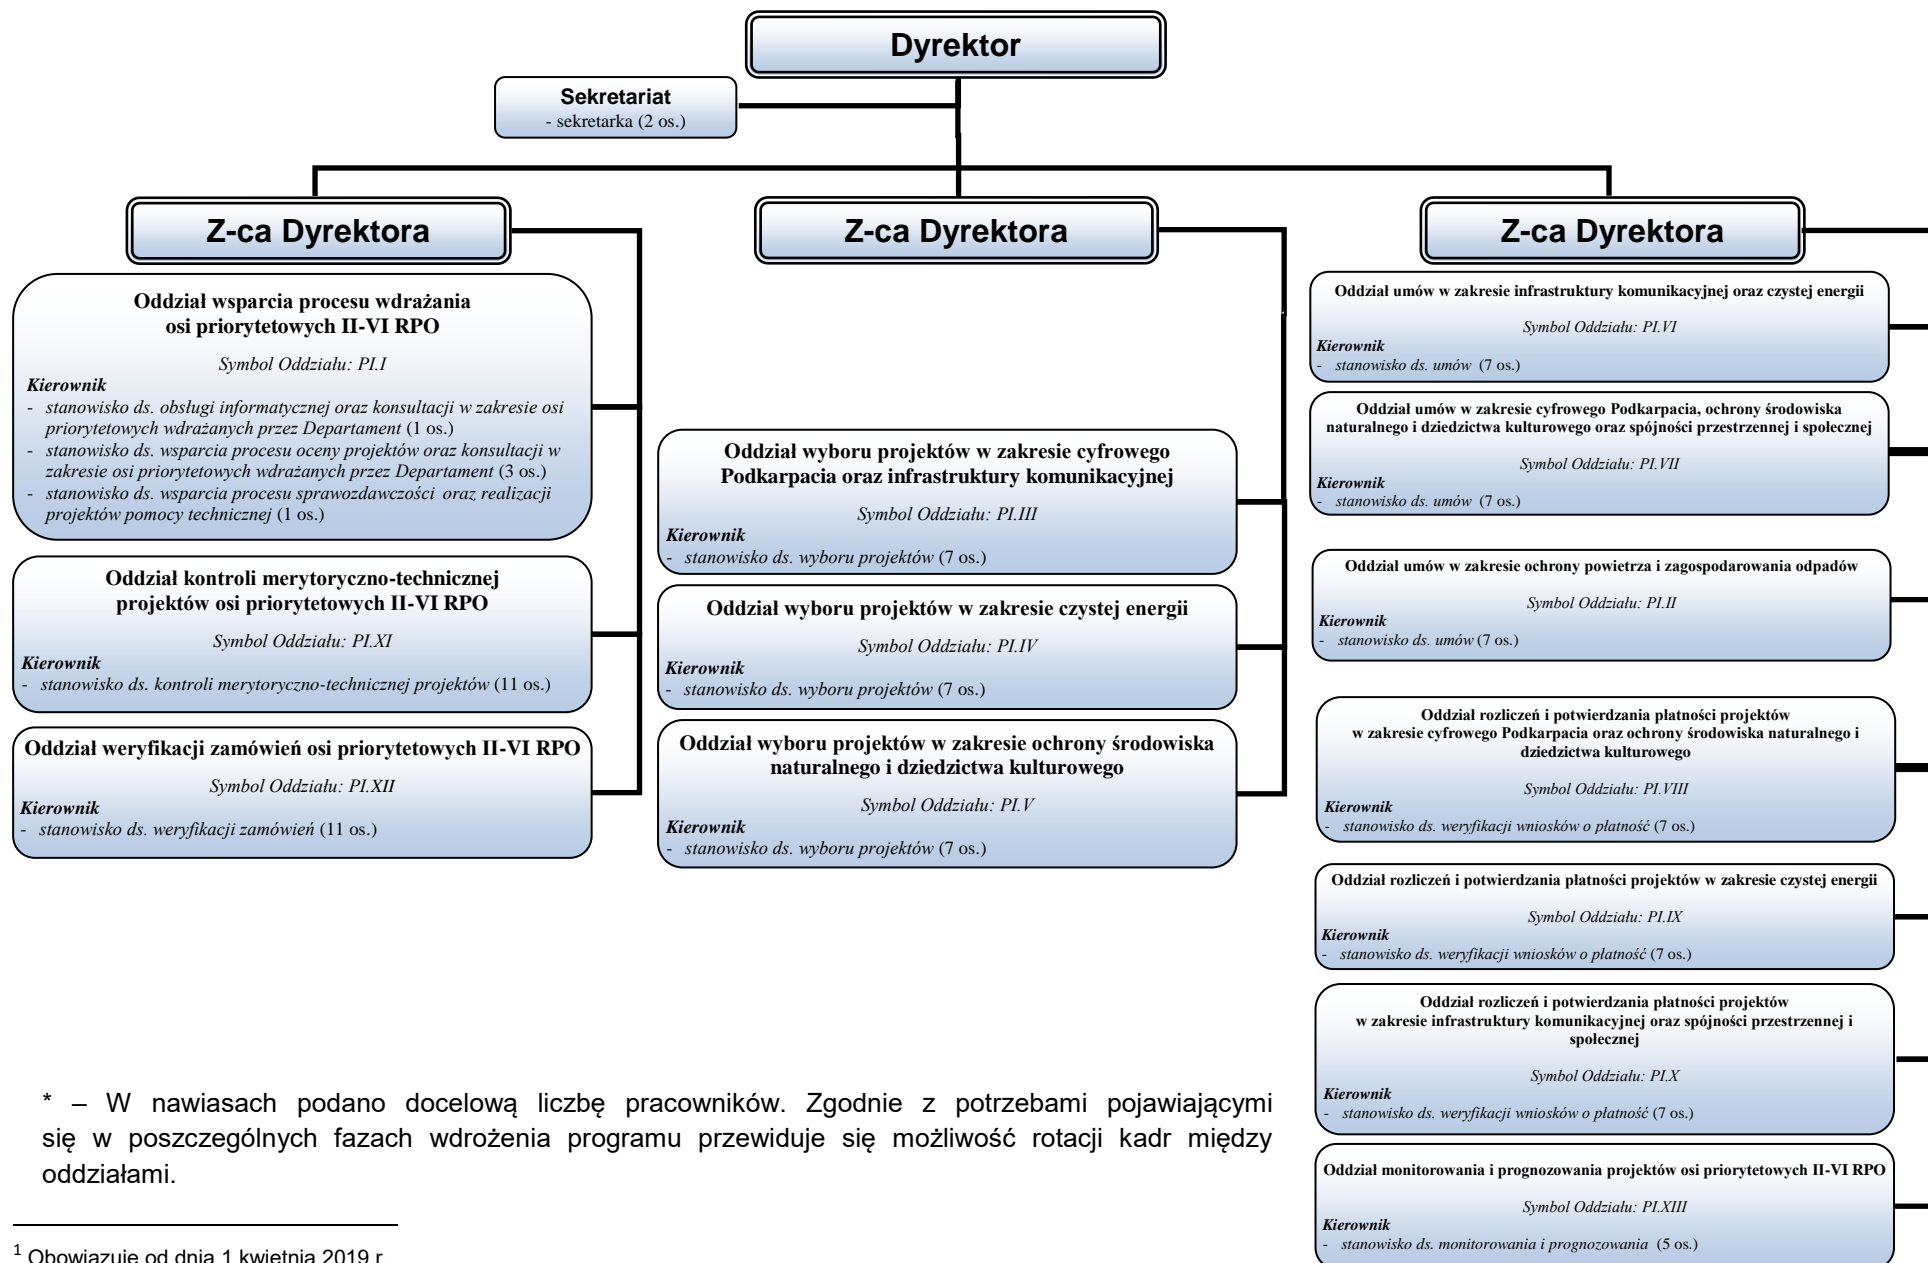 Dyrektor
Sekretariat
- sekretarka (2 os.)
Z-ca Dyrektora
Oddział wsparcia procesu wdrażania
osi priorytetowych II-VI RPO
Symbol Oddziału: PI.I
Kierownik
- stanowisko ds. obsługi informatycznej oraz konsultacji w zakresie osi
priorytetowych wdrażanych przez Departament (1 os.)
- stanowisko ds. wsparcia procesu oceny projektów oraz konsultacji w
zakresie osi priorytetowych wdrażanych przez Departament (3 os.)
- stanowisko ds. wsparcia procesu sprawozdawczości oraz realizacji
projektów pomocy technicznej (1 os.)
Oddział kontroli merytoryczno-technicznej
projektów osi priorytetowych II-VI RPO
Symbol Oddziału: PI.XI
Kierownik
- stanowisko ds. kontroli merytoryczno-technicznej projektów (11 os.)
Oddział weryfikacji zamówień osi priorytetowych II-VI RPO
Symbol Oddziału: PI.XII
Kierownik
- stanowisko ds. weryfikacji zamówień (11 os.)
Z-ca Dyrektora
Oddział wyboru projektów w zakresie cyfrowego
Podkarpacia oraz infrastruktury komunikacyjnej
Symbol Oddziału: PI.III
Kierownik
- stanowisko ds. wyboru projektów (7 os.)
Oddział wyboru projektów w zakresie czystej energii
Symbol Oddziału: PI.IV
Kierownik
- stanowisko ds. wyboru projektów (7 os.)
Oddział wyboru projektów w zakresie ochrony środowiska
naturalnego i dziedzictwa kulturowego
Symbol Oddziału: PI.V
Kierownik
- stanowisko ds. wyboru projektów (7 os.)
Z-ca Dyrektora
Oddział umów w zakresie infrastruktury komunikacyjnej oraz czystej energii
Symbol Oddziału: PI.VI
Kierownik
- stanowisko ds. umów (7 os.)
Oddział umów w zakresie cyfrowego Podkarpacia, ochrony środowiska
naturalnego i dziedzictwa kulturowego oraz spójności przestrzennej i społecznej
Symbol Oddziału: PI.VII
Kierownik
- stanowisko ds. umów (7 os.)
Oddział umów w zakresie ochrony powietrza i zagospodarowania odpadów
Symbol Oddziału: PI.II
Kierownik
- stanowisko ds. umów (7 os.)
Oddział rozliczeń i potwierdzania płatności projektów
w zakresie cyfrowego Podkarpacia oraz ochrony środowiska naturalnego i
dziedzictwa kulturowego
Symbol Oddziału: PI.VIII
Kierownik
- stanowisko ds. weryfikacji wniosków o płatność (7 os.)
Oddział rozliczeń i potwierdzania płatności projektów w zakresie czystej energii
Symbol Oddziału: PI.IX
Kierownik
- stanowisko ds. weryfikacji wniosków o płatność (7 os.)
Oddział rozliczeń i potwierdzania płatności projektów
w zakresie infrastruktury komunikacyjnej oraz spójności przestrzennej i
społecznej
Symbol Oddziału: PI.X
Kierownik
- stanowisko ds. weryfikacji wniosków o płatność (7 os.)
Oddział monitorowania i prognozowania projektów osi priorytetowych II-VI RPO
Symbol Oddziału: PI.XIII
Kierownik
- stanowisko ds. monitorowania i prognozowania (5 os.)
* – W nawiasach podano docelową liczbę pracowników. Zgodnie z potrzebami pojawiającymi
się w poszczególnych fazach wdrożenia programu przewiduje się możliwość rotacji kadr między
oddziałami.
1 Obowiązuje od dnia 1 kwietnia 2019 r